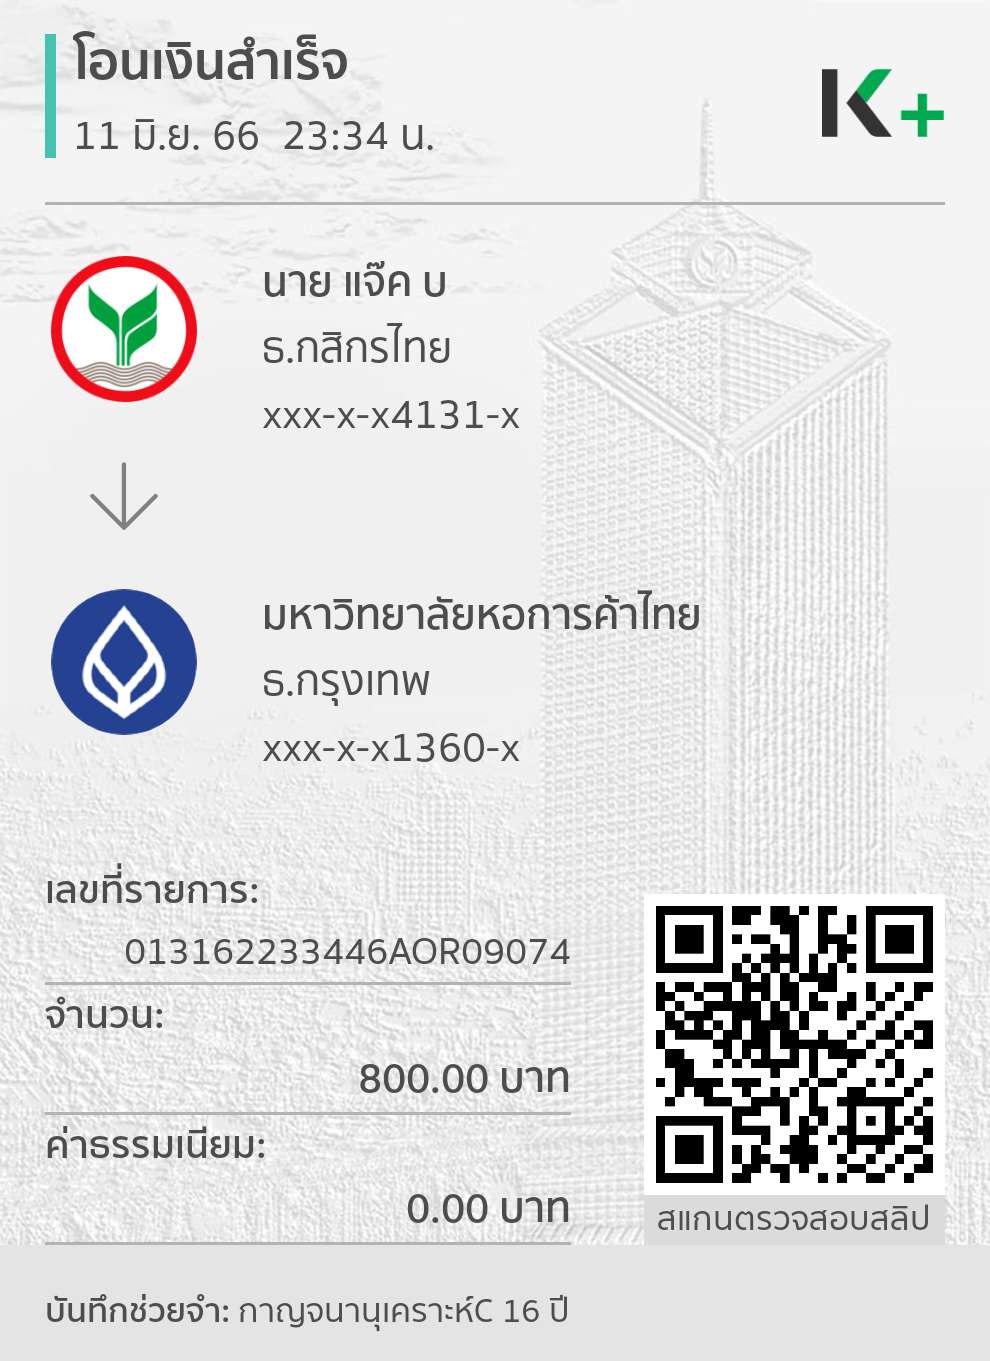 โอนเงินสำเร็จ
11 มิ.ย. 66 23:34 น.
K+
นาย แจ๊ค บ
ธ.กสิกรไทย
xxx-x-x4131-x
มหาวิทยาลัยหอการค้าไทย
ธ.กรุงเทพ
xxx-x-x1360-x
เลขที่รายการ:
013162233446AOR09074
จำนวน:
800.00 บาท
ค่าธรรมเนียม:
0.00 บาท
สแกนตรวจสอบสลิป
บันทึกช่วยจำ: กาญจนานุเคราะห์C 16 ปี